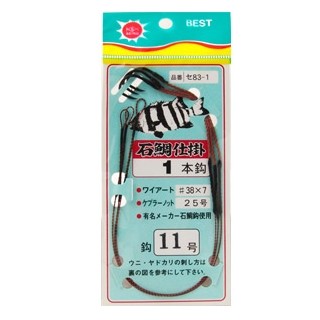 BEST
品番 セ83-1
石鯛仕掛
1本鈎
●ワイアート ♯38×7
●ケプラーノット 25号
●有名メーカー石鯛鈎使用
鈎 11号
ウニ・ヤドカリの刺し方は
裏の図を参考にして下さい。